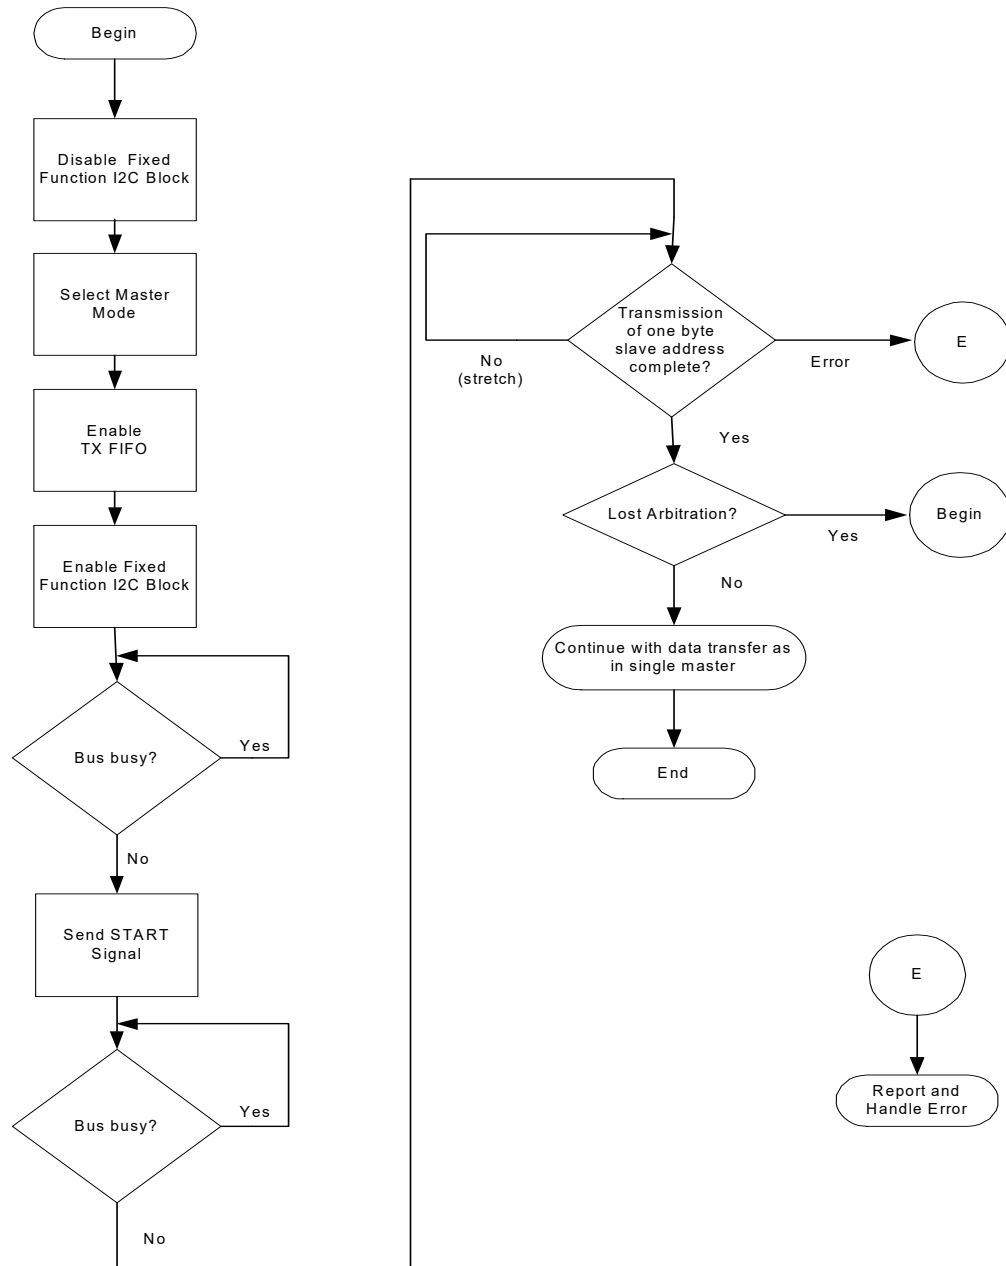 Begin
Disable Fixed
Function I2C Block
Select Master
Mode
Enable
TX FIFO
Enable Fixed
Function I2C Block
Bus busy?
Yes
No
Send START
Signal
Bus busy?
Yes
No
Transmission
of one byte
slave address
complete?
No
(stretch)
Error
E
Yes
Lost Arbitration?
Yes
Begin
No
Continue with data transfer as
in single master
End
E
Report and
Handle Error